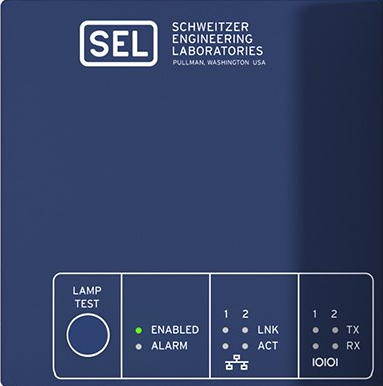 SEL
SCHWEITZER
ENGINEERING
LABORATORIES
PULLMAN, WASHINGTON USA
LAMP
TEST
ENABLED
ALARM
1 2
LNK
ACT
1 2
TX
RX
IOIOI